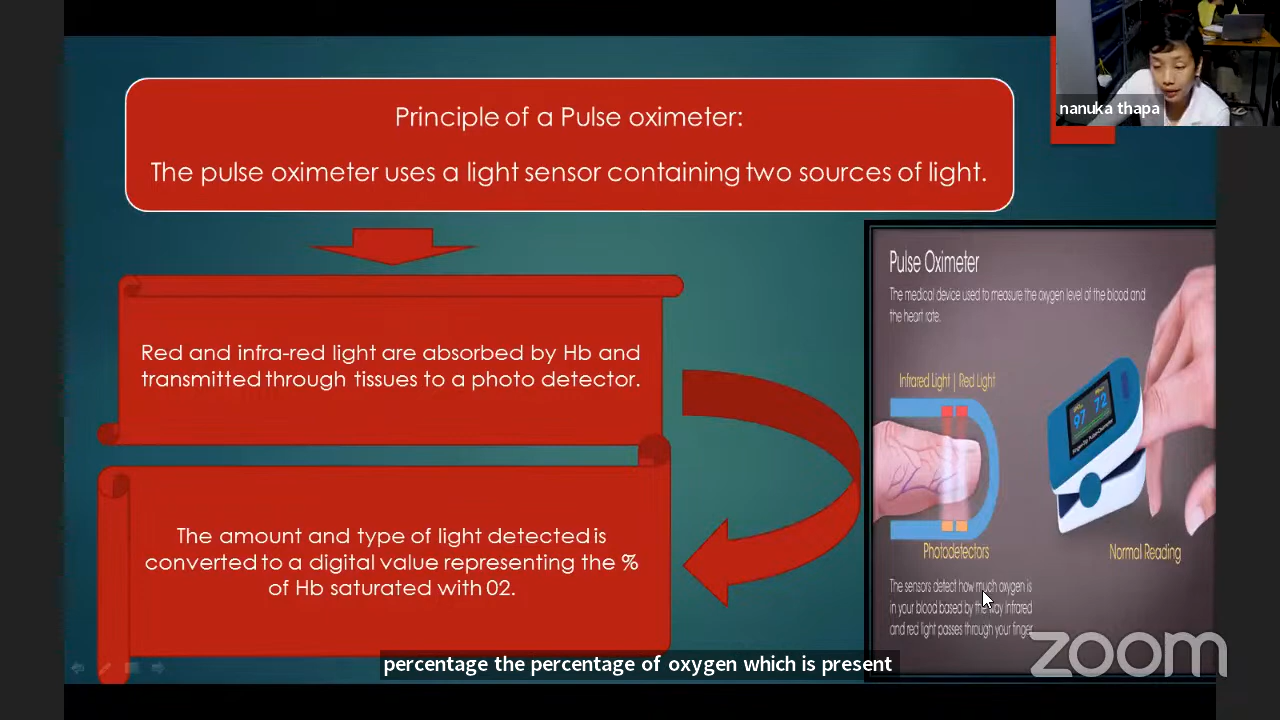 Principle of a Pulse oximeter:
The pulse oximeter uses a light sensor containing two sources of light.
nanuka thapa
Red and infra-red light are absorbed by Hb and
transmitted through tissues to a photo detector.
The amount and type of light detected is
converted to a digital value representing the %
of Hb saturated with 02.
Pulse Oximeter
The medical device used to measure the oxygen level of the blood and
the heart rate.
Infrared Light | Red Light
97 72
Photodetectors
Normal Reading
The sensors detect how much oxygen is
in your blood based by the way Infrared
and red light passes through your finger
percentage the percentage of oxygen which is present
zoom